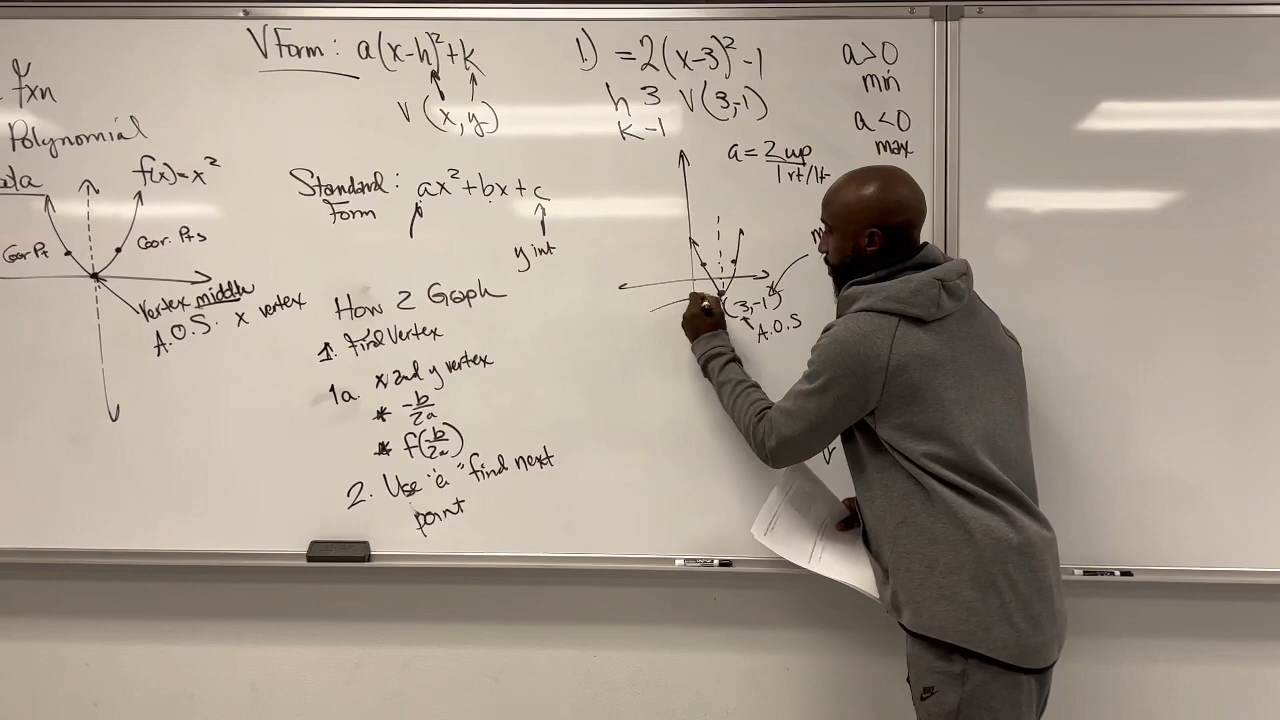 fxn
Polynomial
f(x)=x²
Coor Pt
Coor. Pts
Vertex middle
A.O.S. x vertex
V Form: a(x-h)²+k
V (x, y)
Standard: ax²+bx+c
Form
y int
How 2 Graph
1. Find Vertex
1a. x and y vertex
* -b/2a
* f(-b/2a)
2. Use "a" find next
point
1.) =2(x-3)²-1
h 3 V(3,-1)
k -1
a = 2 up
1 rt/lt
(3,-1)
A.O.S
a>0
min
a<0
max